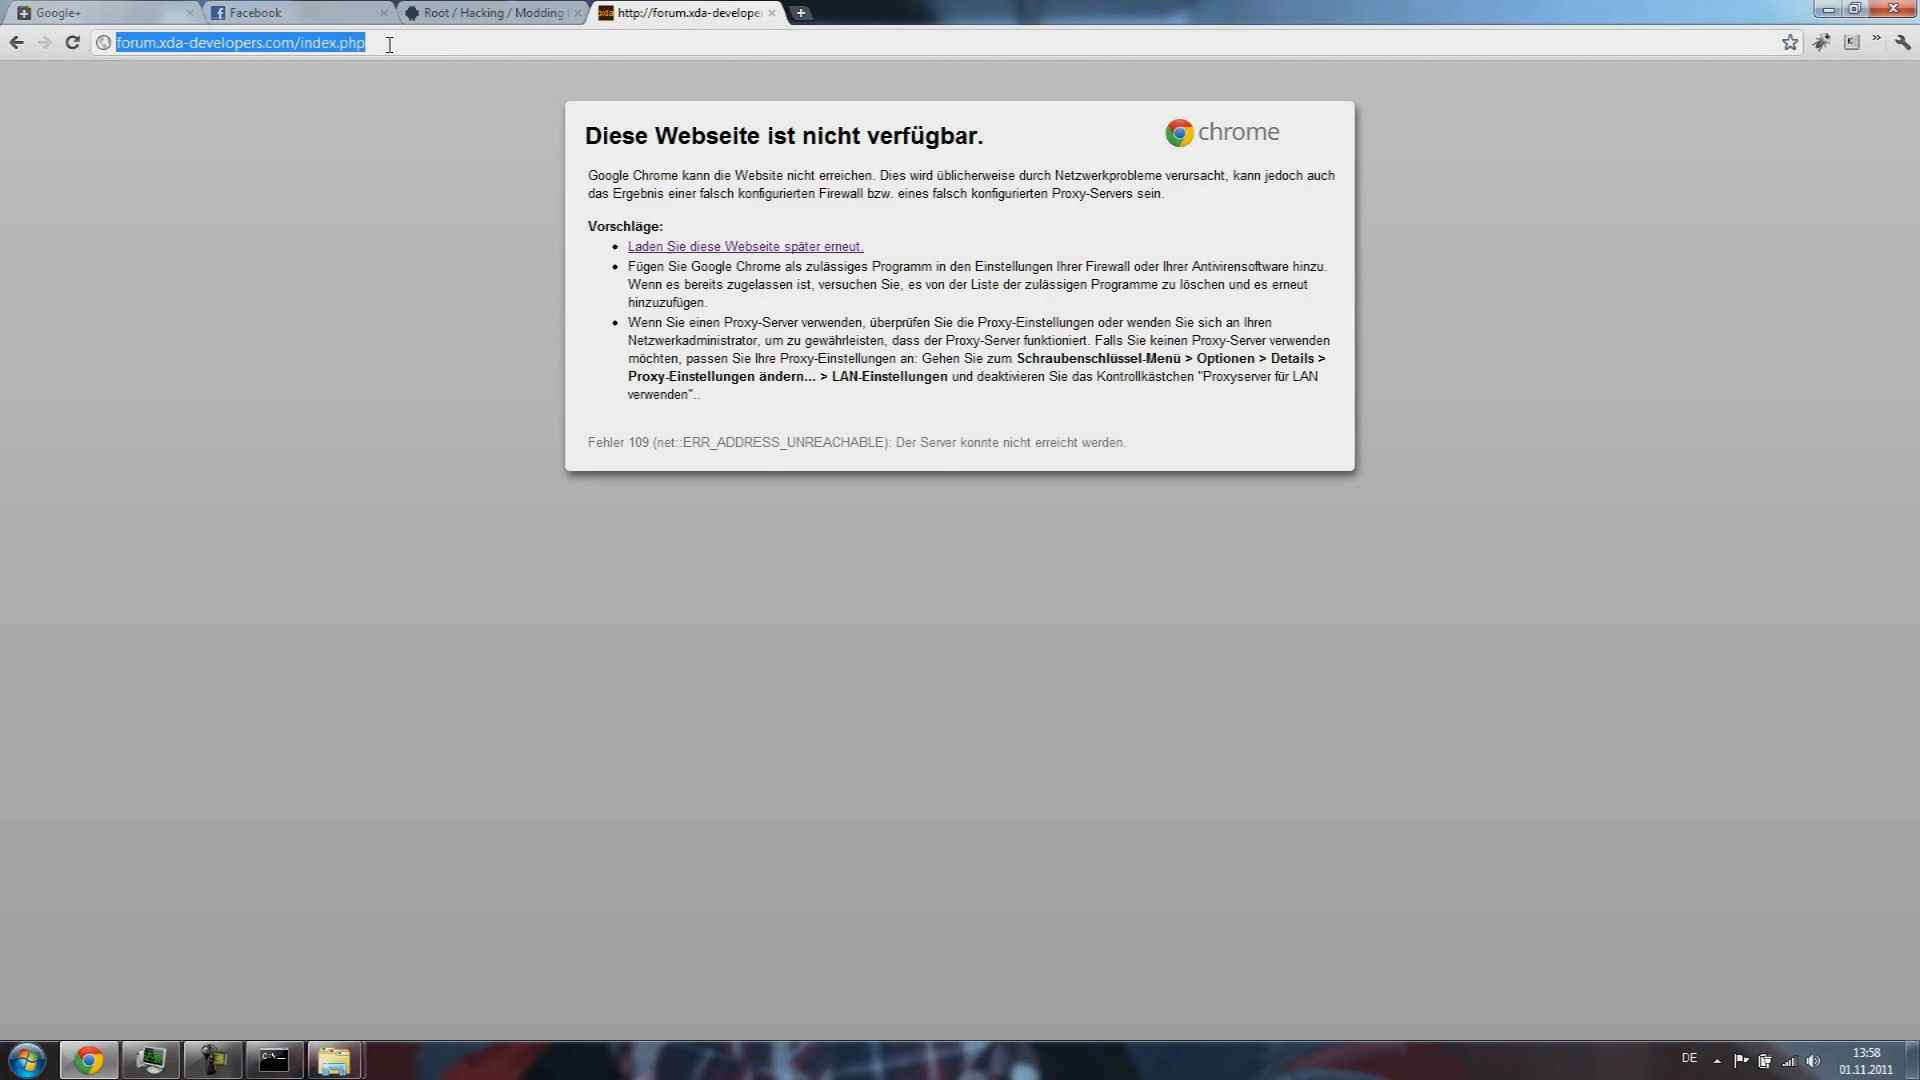 Google+
Facebook
Root / Hacking / Modding
http://forum.xda-develope
forum.xda-developers.com/index.php
Diese Webseite ist nicht verfügbar.
chrome
Google Chrome kann die Website nicht erreichen. Dies wird üblicherweise durch Netzwerkprobleme verursacht, kann jedoch auch
das Ergebnis einer falsch konfigurierten Firewall bzw. eines falsch konfigurierten Proxy-Servers sein.
Vorschläge:
Laden Sie diese Webseite später erneut.
Fügen Sie Google Chrome als zulässiges Programm in den Einstellungen Ihrer Firewall oder Ihrer Antivirensoftware hinzu.
Wenn es bereits zugelassen ist, versuchen Sie, es von der Liste der zulässigen Programme zu löschen und es erneut
hinzuzufügen.
Wenn Sie einen Proxy-Server verwenden, überprüfen Sie die Proxy-Einstellungen oder wenden Sie sich an Ihren
Netzwerkadministrator, um zu gewährleisten, dass der Proxy-Server funktioniert. Falls Sie keinen Proxy-Server verwenden
möchten, passen Sie Ihre Proxy-Einstellungen an: Gehen Sie zum Schraubenschlüssel-Menü > Optionen > Details >
Proxy-Einstellungen ändern... > LAN-Einstellungen und deaktivieren Sie das Kontrollkästchen "Proxyserver für LAN
verwenden"..
Fehler 109 (net::ERR_ADDRESS_UNREACHABLE): Der Server konnte nicht erreicht werden.
DE
13:58
01.11.2011